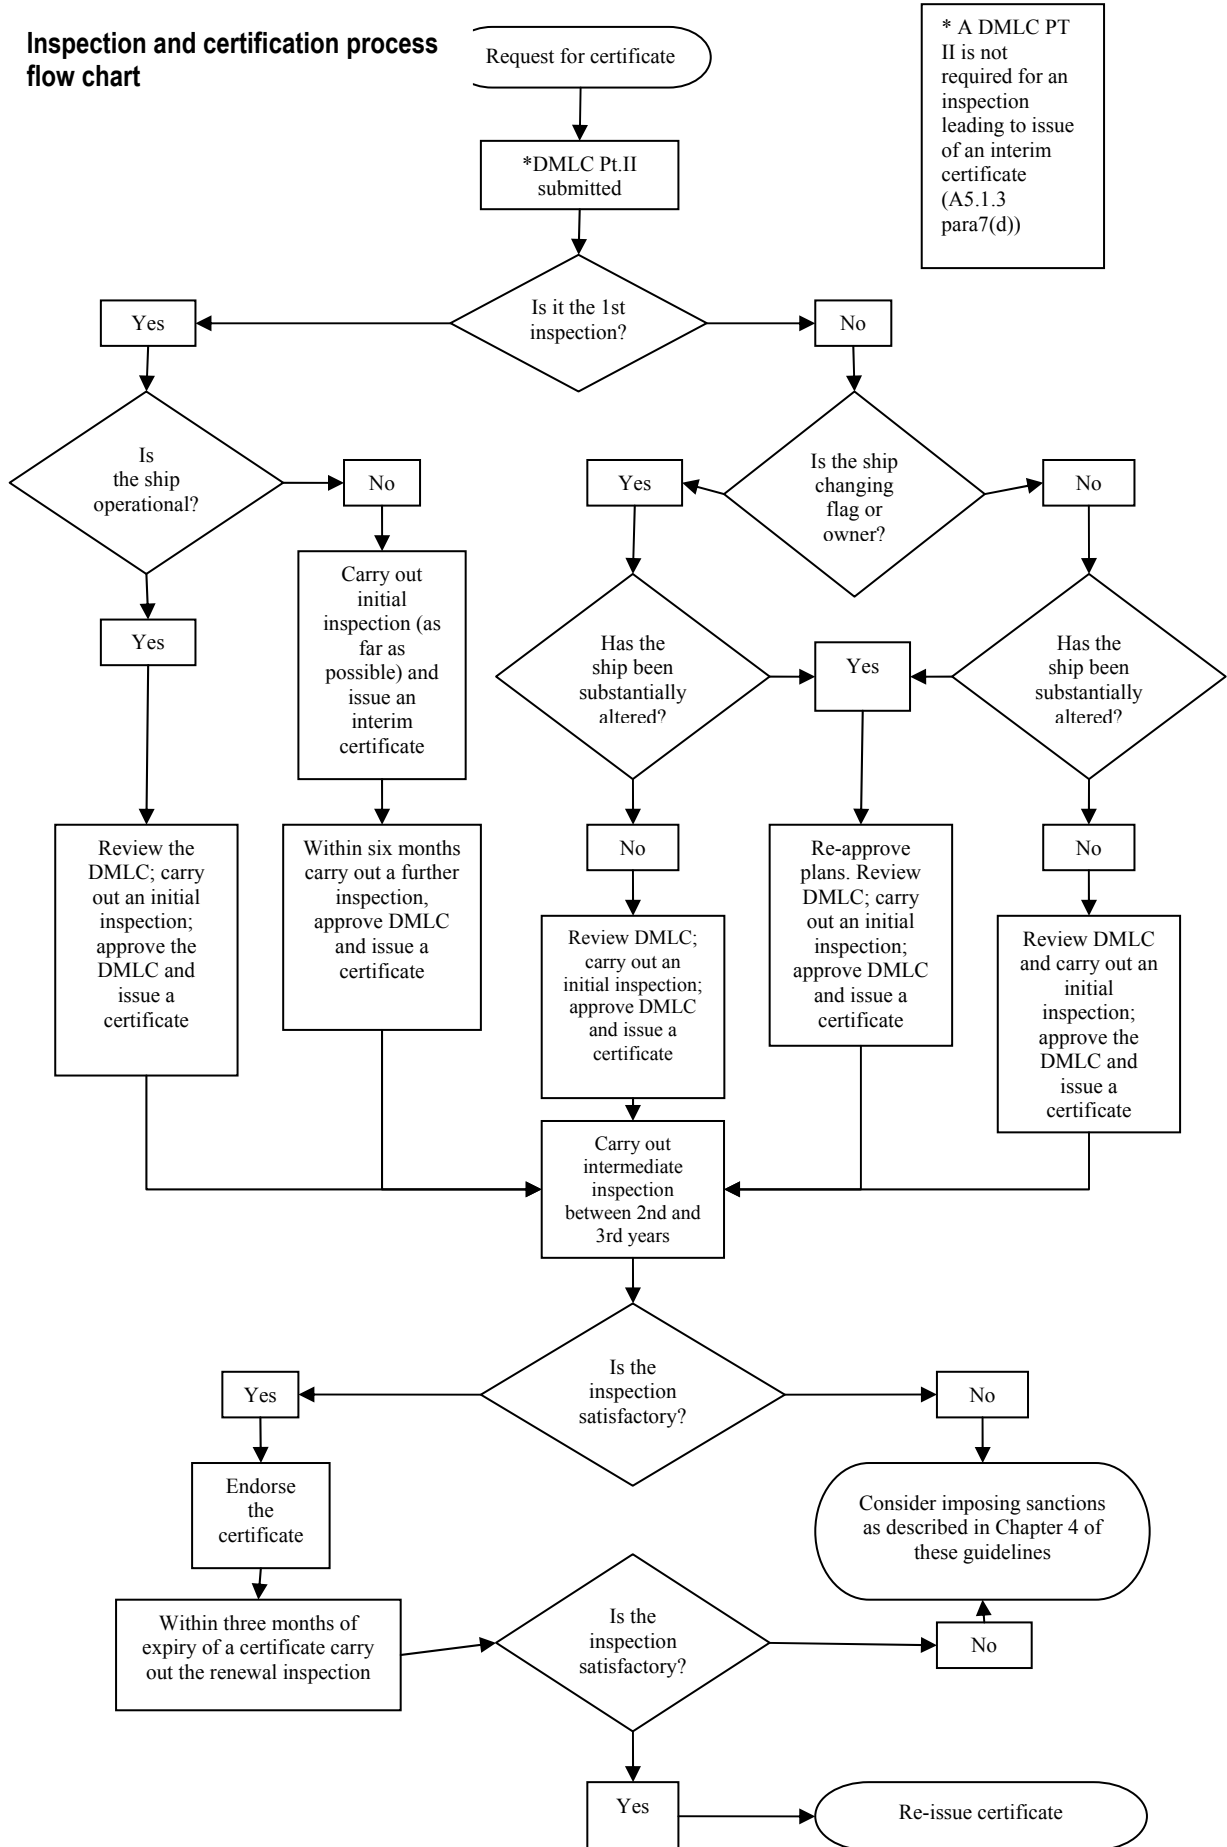 Inspection and certification process
flow chart
Request for certificate
* A DMLC PT
II is not
required for an
inspection
leading to issue
of an interim
certificate
(A5.1.3
para7(d))
*DMLC Pt.II
submitted
Is it the 1st
inspection?
Yes
No
Is
the ship
operational?
No
Yes
Is the ship
changing
flag or
owner?
No
Yes
Carry out
initial
inspection (as
far as
possible) and
issue an
interim
certificate
Has the
ship been
substantially
altered?
Yes
Has the
ship been
substantially
altered?
Review the
DMLC; carry
out an initial
inspection;
approve the
DMLC and
issue a
certificate
Within six months
carry out a further
inspection,
approve DMLC
and issue a
certificate
No
Re-approve
plans. Review
DMLC; carry
out an initial
inspection;
approve DMLC
and issue a
certificate
No
Review DMLC;
carry out an
initial inspection;
approve DMLC
and issue a
certificate
Review DMLC
and carry out an
initial
inspection;
approve the
DMLC and
issue a
certificate
Carry out
intermediate
inspection
between 2nd and
3rd years
Is the
inspection
satisfactory?
Yes
No
Endorse
the
certificate
Consider imposing sanctions
as described in Chapter 4 of
these guidelines
Within three months of
expiry of a certificate carry
out the renewal inspection
Is the
inspection
satisfactory?
No
Yes
Re-issue certificate